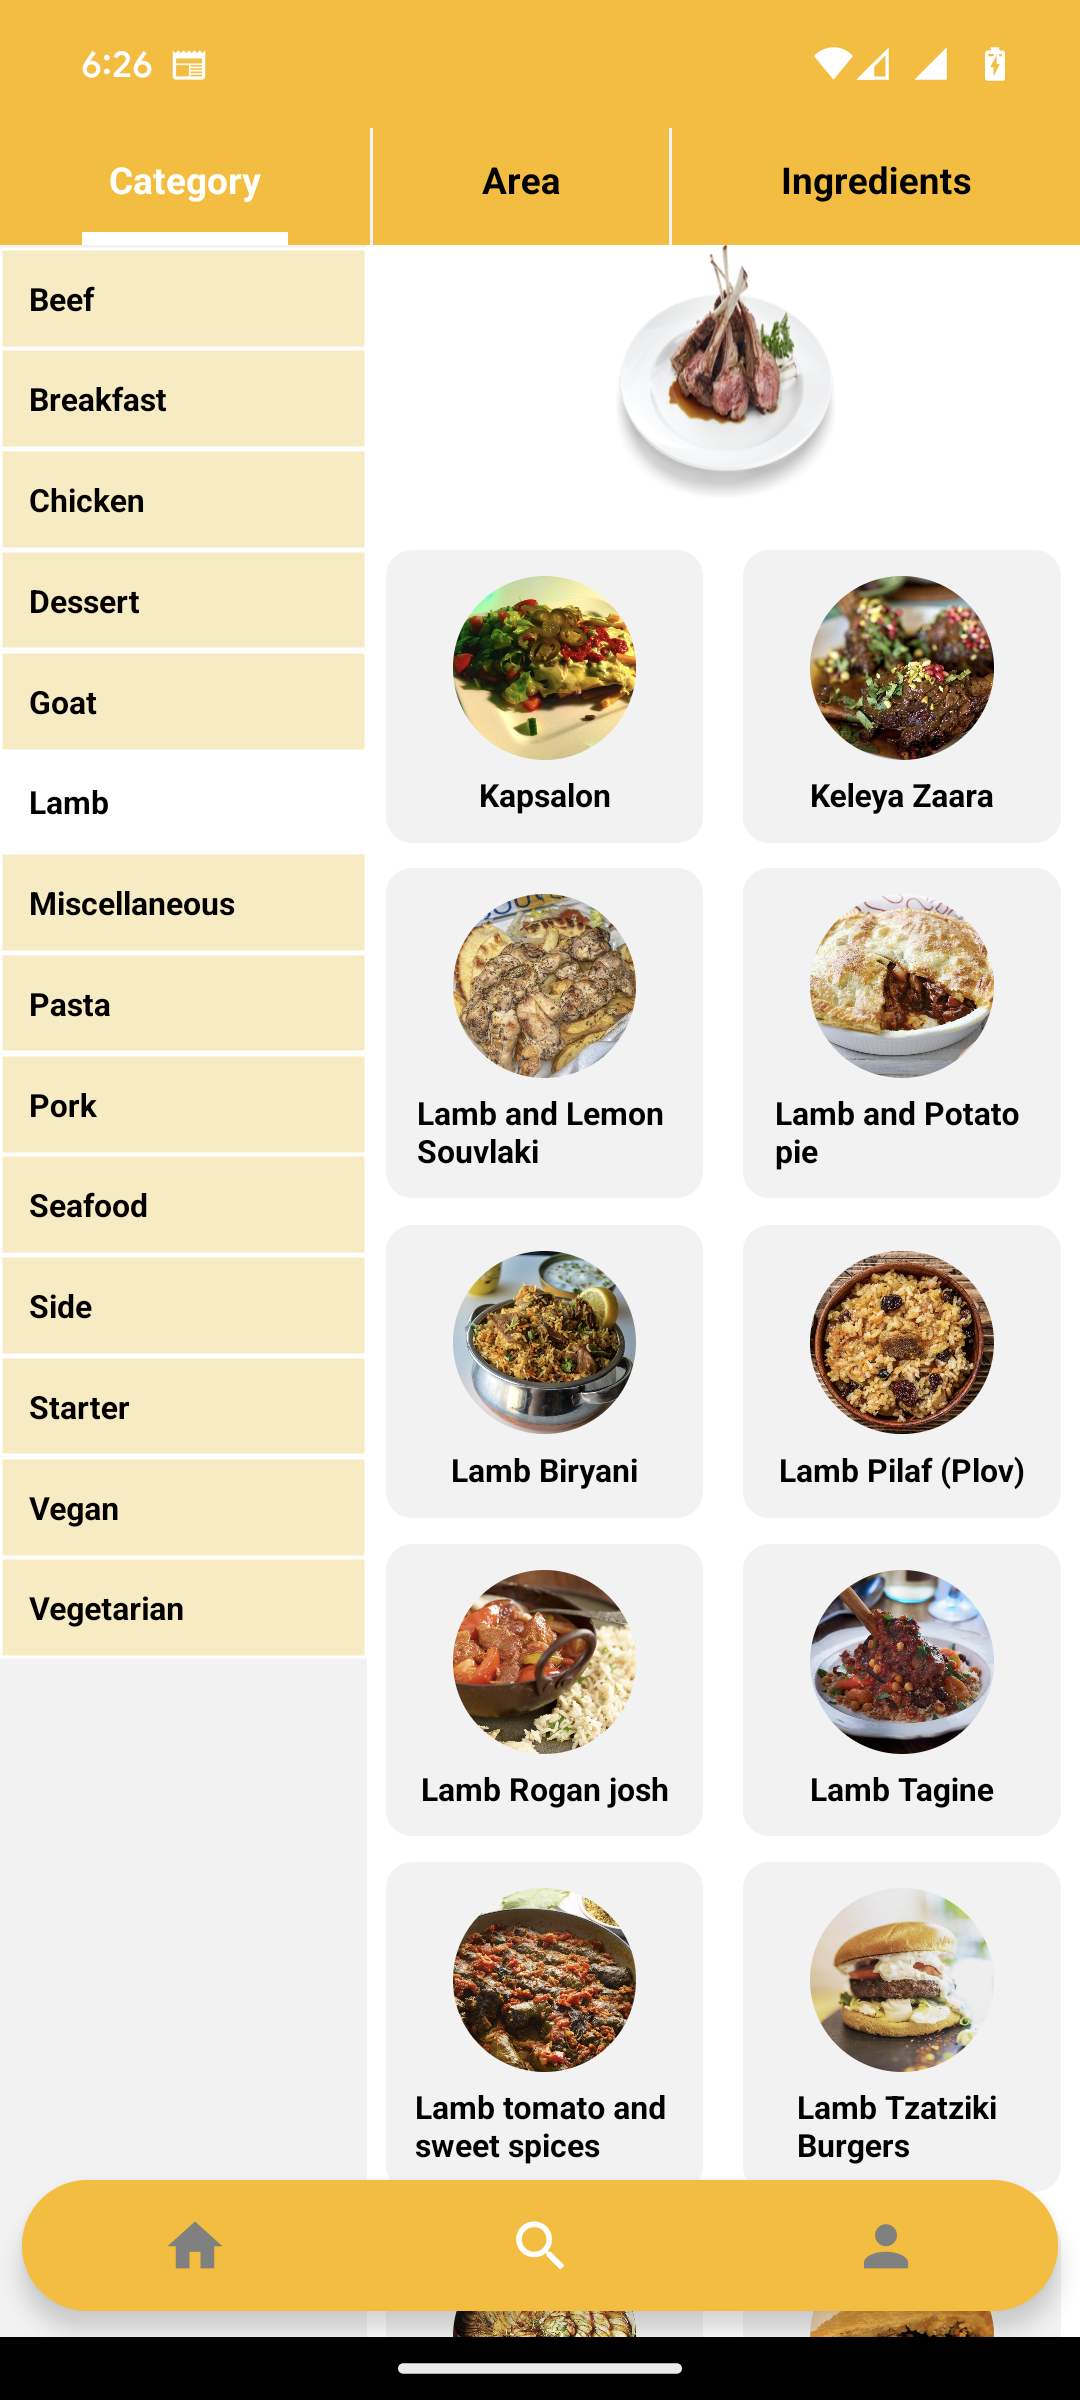 6:26
Category
Area
Ingredients
Beef
Breakfast
Chicken
Dessert
Goat
Lamb
Miscellaneous
Pasta
Pork
Seafood
Side
Starter
Vegan
Vegetarian
Kapsalon
Keleya Zaara
Lamb and Lemon
Souvlaki
Lamb and Potato
pie
Lamb Biryani
Lamb Pilaf (Plov)
Lamb Rogan josh
Lamb Tagine
Lamb tomato and
sweet spices
Lamb Tzatziki
Burgers